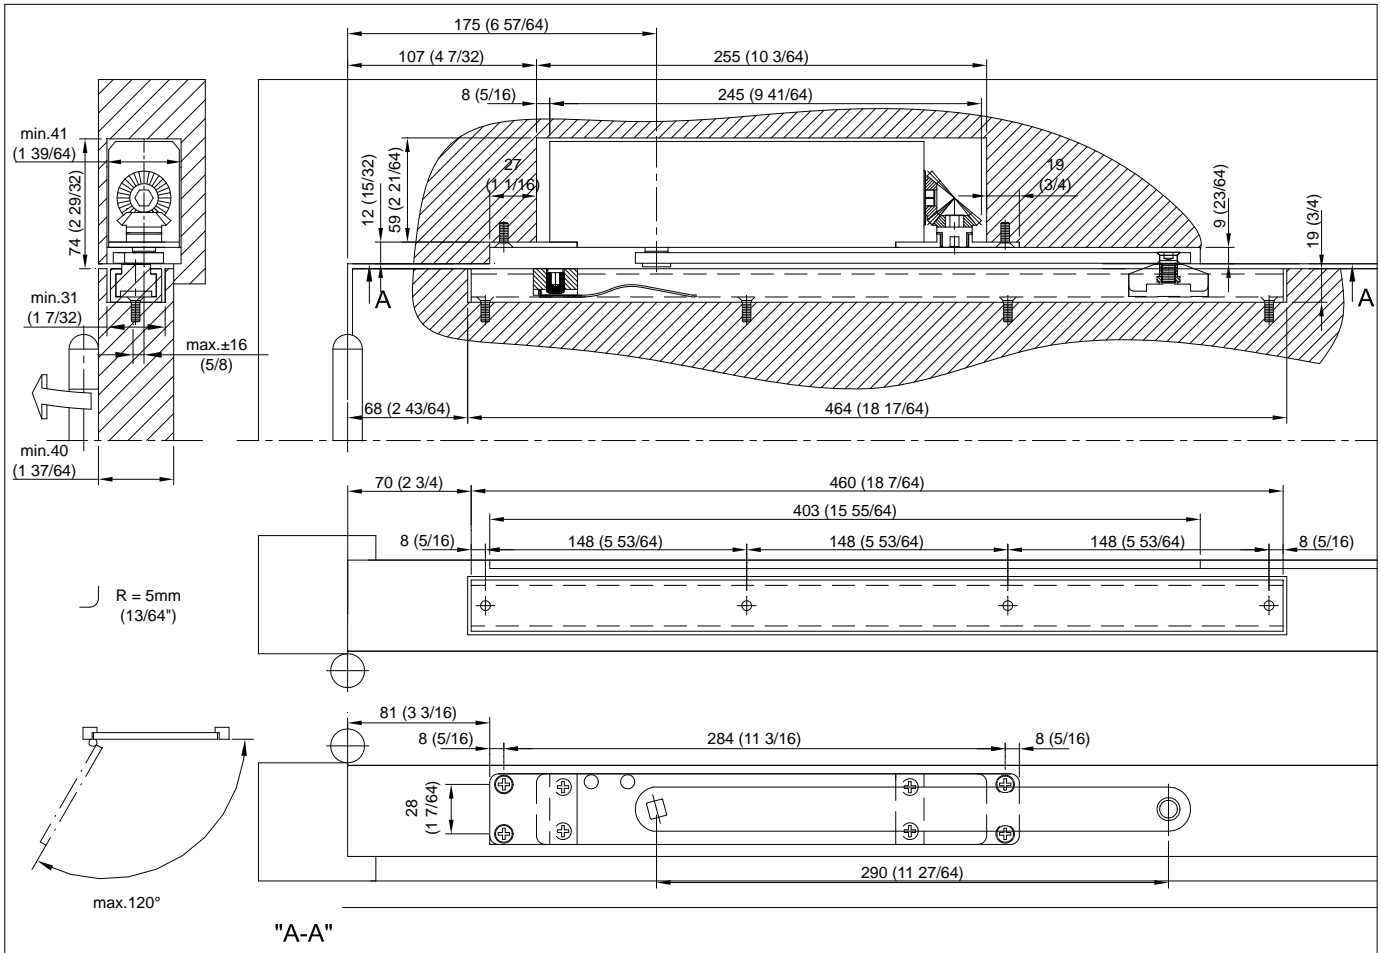 175 (6 57/64)
107 (4 7/32)
255 (10 3/64)
8 (5/16)
245 (9 41/64)
min.41
(1 39/64)
74 (2 29/32)
12 (15/32)
59 (2 21/64)
27
(1 1/16)
19
(3/4)
9 (23/64)
19 (3/4)
A
A
min.31
(1 7/32)
max.±16
(5/8)
68 (2 43/64)
464 (18 17/64)
min.40
(1 37/64)
70 (2 3/4)
460 (18 7/64)
403 (15 55/64)
8 (5/16)
148 (5 53/64)
148 (5 53/64)
148 (5 53/64)
8 (5/16)
R = 5mm
(13/64")
81 (3 3/16)
8 (5/16)
284 (11 3/16)
8 (5/16)
28
(1 7/64)
290 (11 27/64)
max.120°
"A-A"